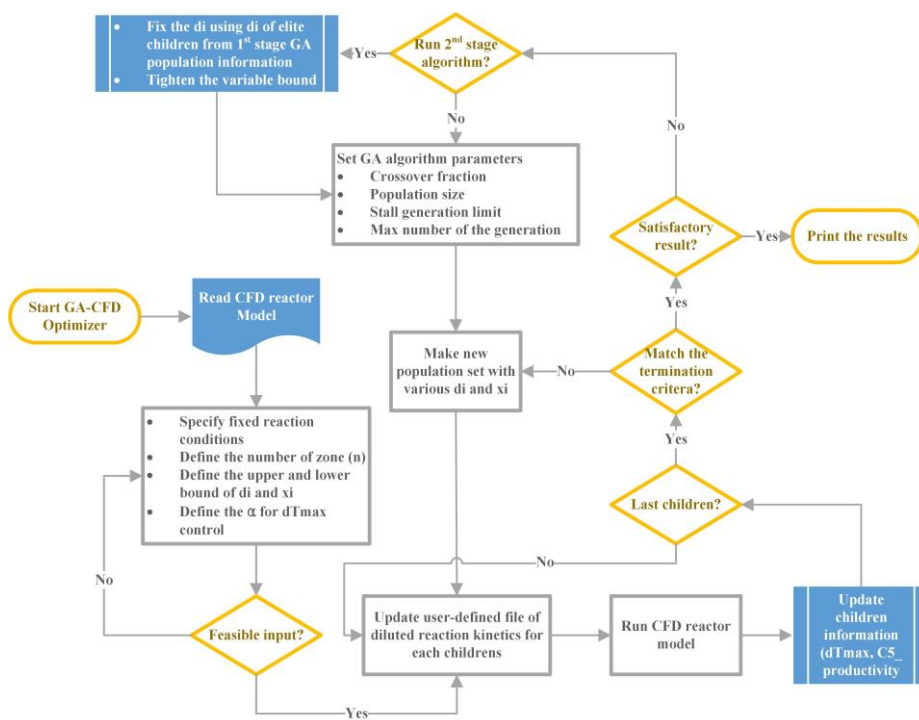 • Fix the di using di of elite
children from 1st stage GA
population information
• Tighten the variable bound
Yes
Run 2nd stage
algorithm?
No
No
Set GA algorithm parameters
• Crossover fraction
• Population size
• Stall generation limit
• Max number of the generation
Satisfactory
result?
Yes
Print the results
Start GA-CFD
Optimizer
Read CFD reactor
Model
Yes
Make new
population set with
various di and xi
No
Match the
termination
critera?
• Specify fixed reaction
conditions
• Define the number of zone (n)
• Define the upper and lower
bound of di and xi
• Define the α for dTmax
control
Yes
Last children?
No
No
Feasible input?
Update user-defined file of
diluted reaction kinetics for
each childrens
Run CFD reactor
model
Update
children
information
(dTmax, C5_
productivity
Yes